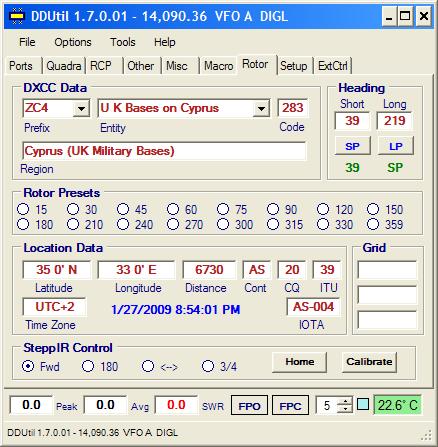 DDUtil 1.7.0.01 - 14,090.36 VFO A DIGL
File Options Tools Help
Ports Quadra RCP Other Misc Macro Rotor Setup ExtCtrl
DXCC Data
ZC4 U K Bases on Cyprus 283
Prefix Entity Code
Cyprus (UK Military Bases)
Region
Heading
Short Long
39 219
SP LP
39 SP
Rotor Presets
15 30 45 60 75 90 120 150
180 210 240 270 300 315 330 359
Location Data
35 0' N 33 0' E 6730 AS 20 39
Latitude Longitude Distance Cont CQ ITU
UTC+2 1/27/2009 8:54:01 PM AS-004
Time Zone IOTA
Grid
SteppIR Control
Fwd 180 <--> 3/4 Home Calibrate
0.0 Peak 0.0 Avg 0.0 SWR FPO FPC 5 22.6° C
DDUtil 1.7.0.01 - 14,090.36 VFO A DIGL